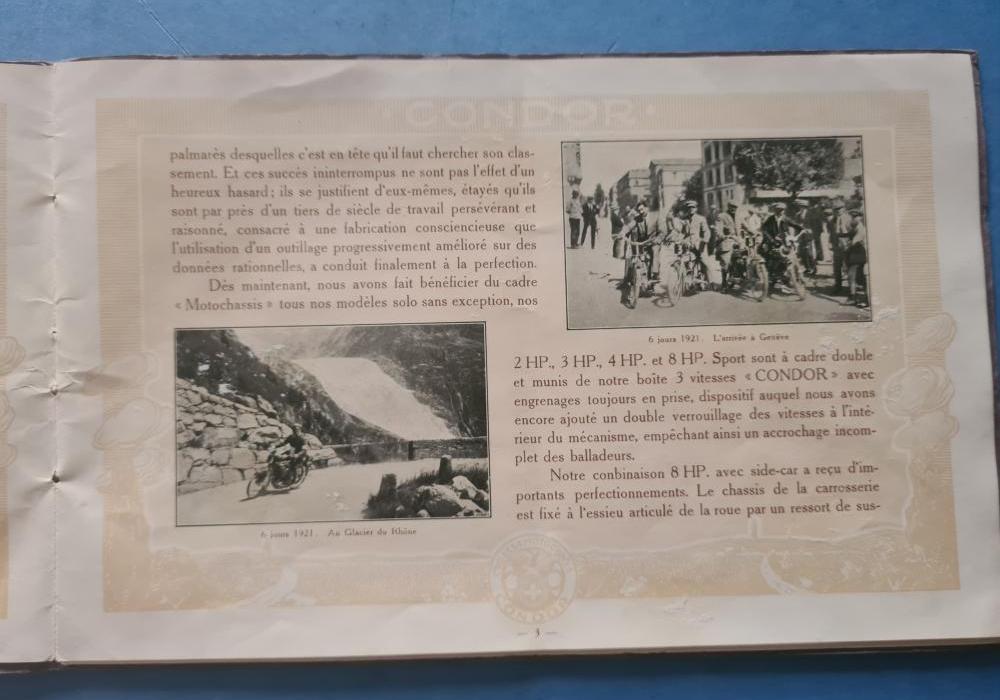 CONDOR
palmarès desquelles c'est en tête qu'il faut chercher son clas-
sement. Et ces succès ininterrompus ne sont pas l'effet d'un
heureux hasard; ils se justifient d'eux-mêmes, étayés qu'ils
sont par près d'un tiers de siècle de travail persévérant et
raisonné, consacré à une fabrication consciencieuse que
l'utilisation d'un outillage progressivement amélioré sur des
données rationnelles, a conduit finalement à la perfection.
Dès maintenant, nous avons fait bénéficier du cadre
« Motochassis » tous nos modèles solo sans exception, nos
6 jours 1921. Au Glacier du Rhône
6 jours 1921. L'arrivée à Genève
2 HP., 3 HP., 4 HP. et 8 HP. Sport sont à cadre double
et munis de notre boîte 3 vitesses « CONDOR » avec
engrenages toujours en prise, dispositif auquel nous avons
encore ajouté un double verrouillage des vitesses à l'inté-
rieur du mécanisme, empêchant ainsi un accrochage incom-
plet des balladeurs.
Notre conbinaison 8 HP. avec side-car a reçu d'im-
portants perfectionnements. Le chassis de la carrosserie
est fixé à l'essieu articulé de la roue par un ressort de sus-
CONDOR
— 3 —